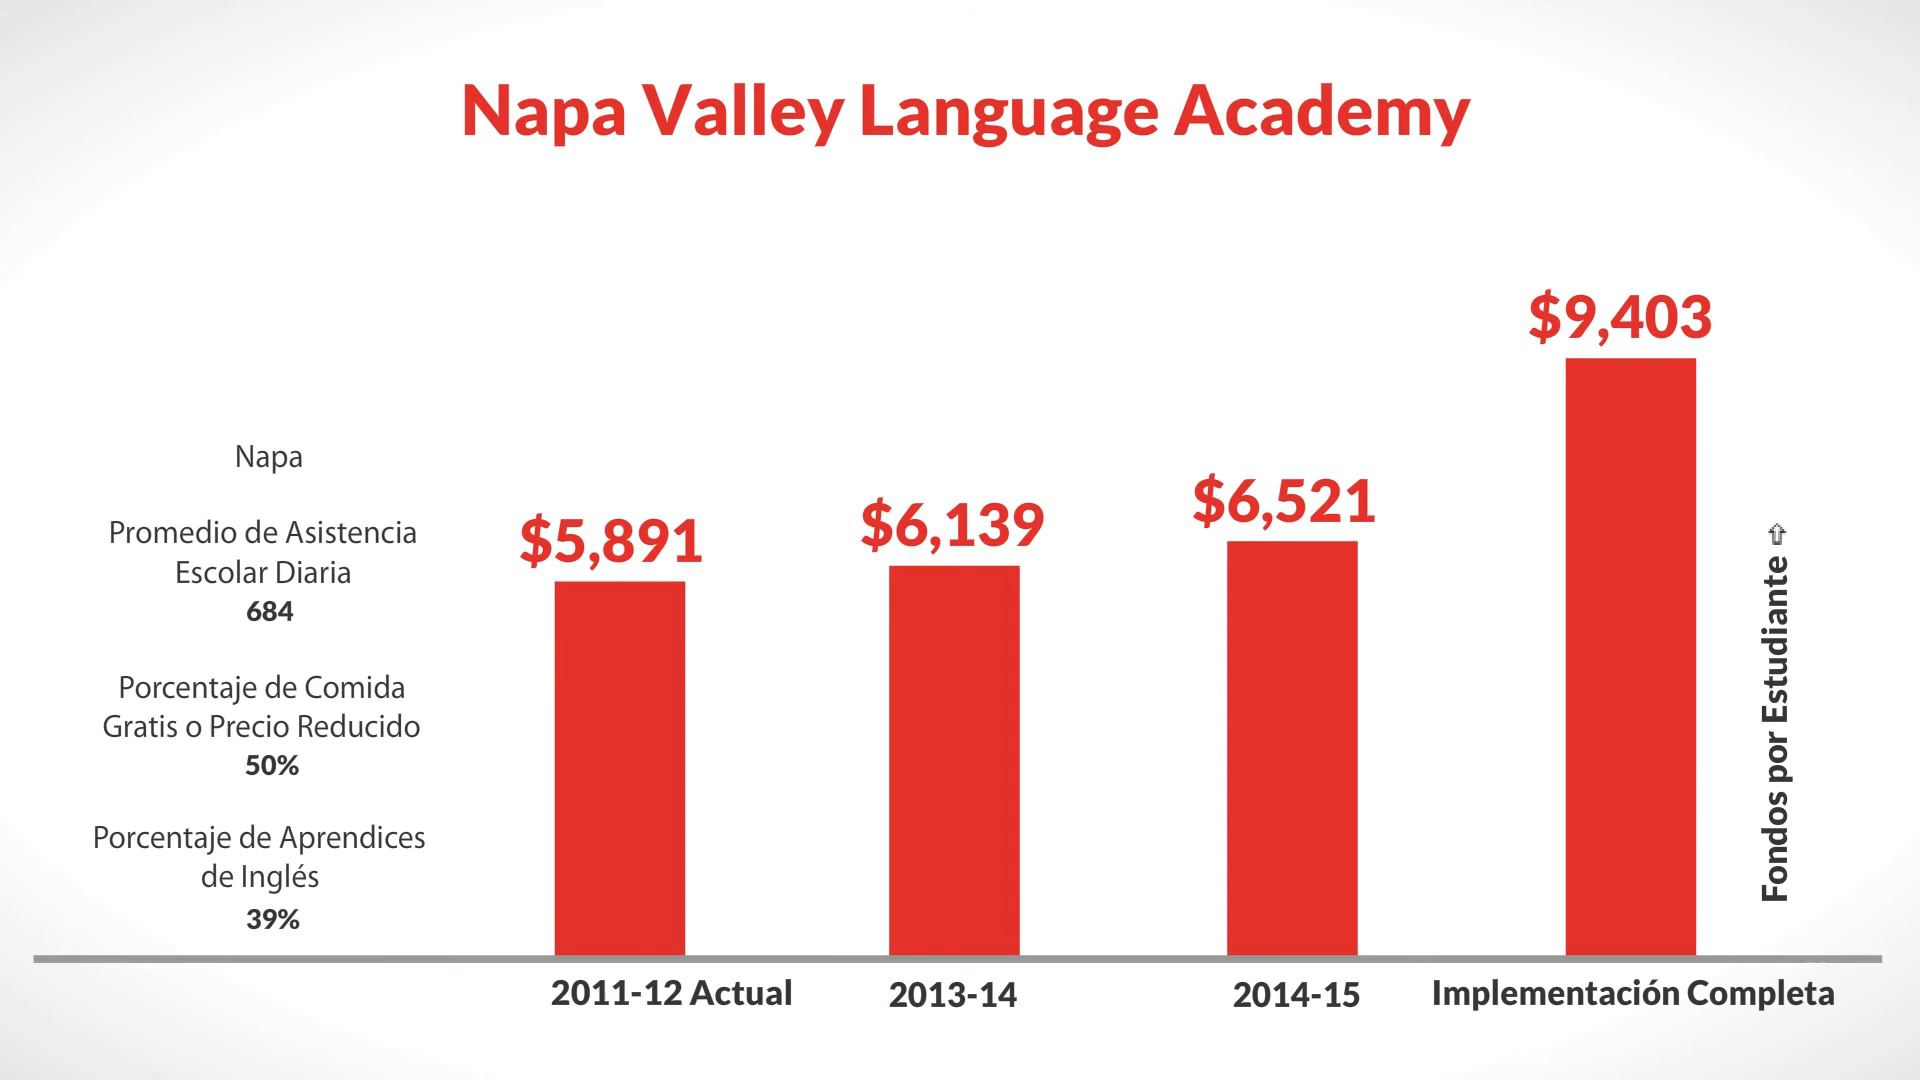 Napa Valley Language Academy
Napa
Promedio de Asistencia
Escolar Diaria
684
Porcentaje de Comida
Gratis o Precio Reducido
50%
Porcentaje de Aprendices
de Inglés
39%
$5,891
$6,139
$6,521
$9,403
Fondos por Estudiante ⇧
2011-12 Actual
2013-14
2014-15
Implementación Completa